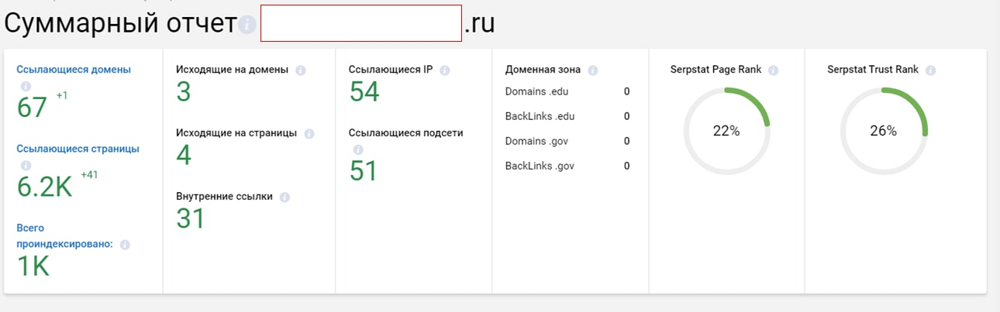 Суммарный отчет .ru
Ссылающиеся домены
67 +1
Ссылающиеся страницы
6.2K +41
Всего
проиндексировано:
1K
Исходящие на домены
3
Исходящие на страницы
4
Внутренние ссылки
31
Ссылающиеся IP
54
Ссылающиеся подсети
51
Доменная зона
Domains .edu 0
BackLinks .edu 0
Domains .gov 0
BackLinks .gov 0
Serpstat Page Rank
22%
Serpstat Trust Rank
26%